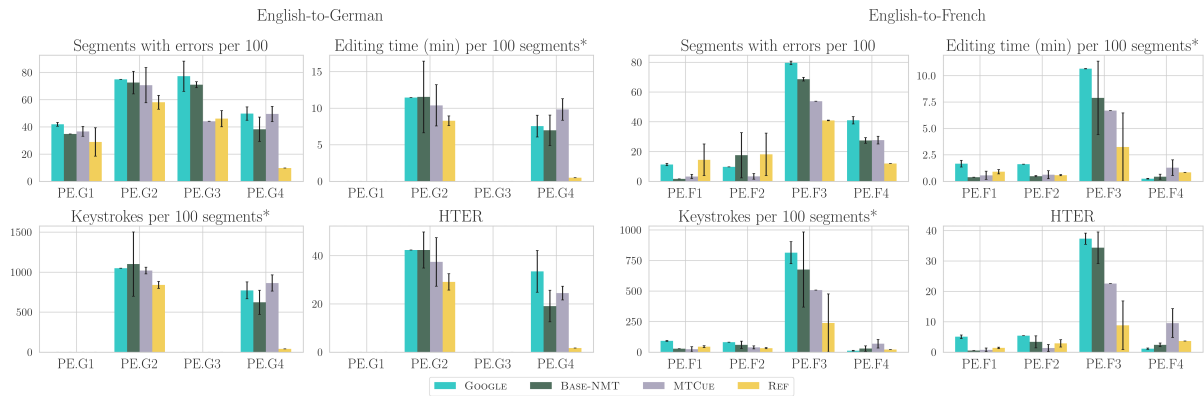 English-to-German
English-to-French
Segments with errors per 100
Editing time (min) per 100 segments*
Segments with errors per 100
Editing time (min) per 100 segments*
80
60
40
20
0
15
10
5
0
80
60
40
20
0
10.0
7.5
5.0
2.5
0.0
PE.G1 PE.G2 PE.G3 PE.G4
PE.G1 PE.G2 PE.G3 PE.G4
PE.F1 PE.F2 PE.F3 PE.F4
PE.F1 PE.F2 PE.F3 PE.F4
Keystrokes per 100 segments*
HTER
Keystrokes per 100 segments*
HTER
1500
1000
500
0
40
20
0
1000
750
500
250
0
40
30
20
10
0
PE.G1 PE.G2 PE.G3 PE.G4
PE.G1 PE.G2 PE.G3 PE.G4
PE.F1 PE.F2 PE.F3 PE.F4
PE.F1 PE.F2 PE.F3 PE.F4
GOOGLE BASE-NMT MTCUE REF